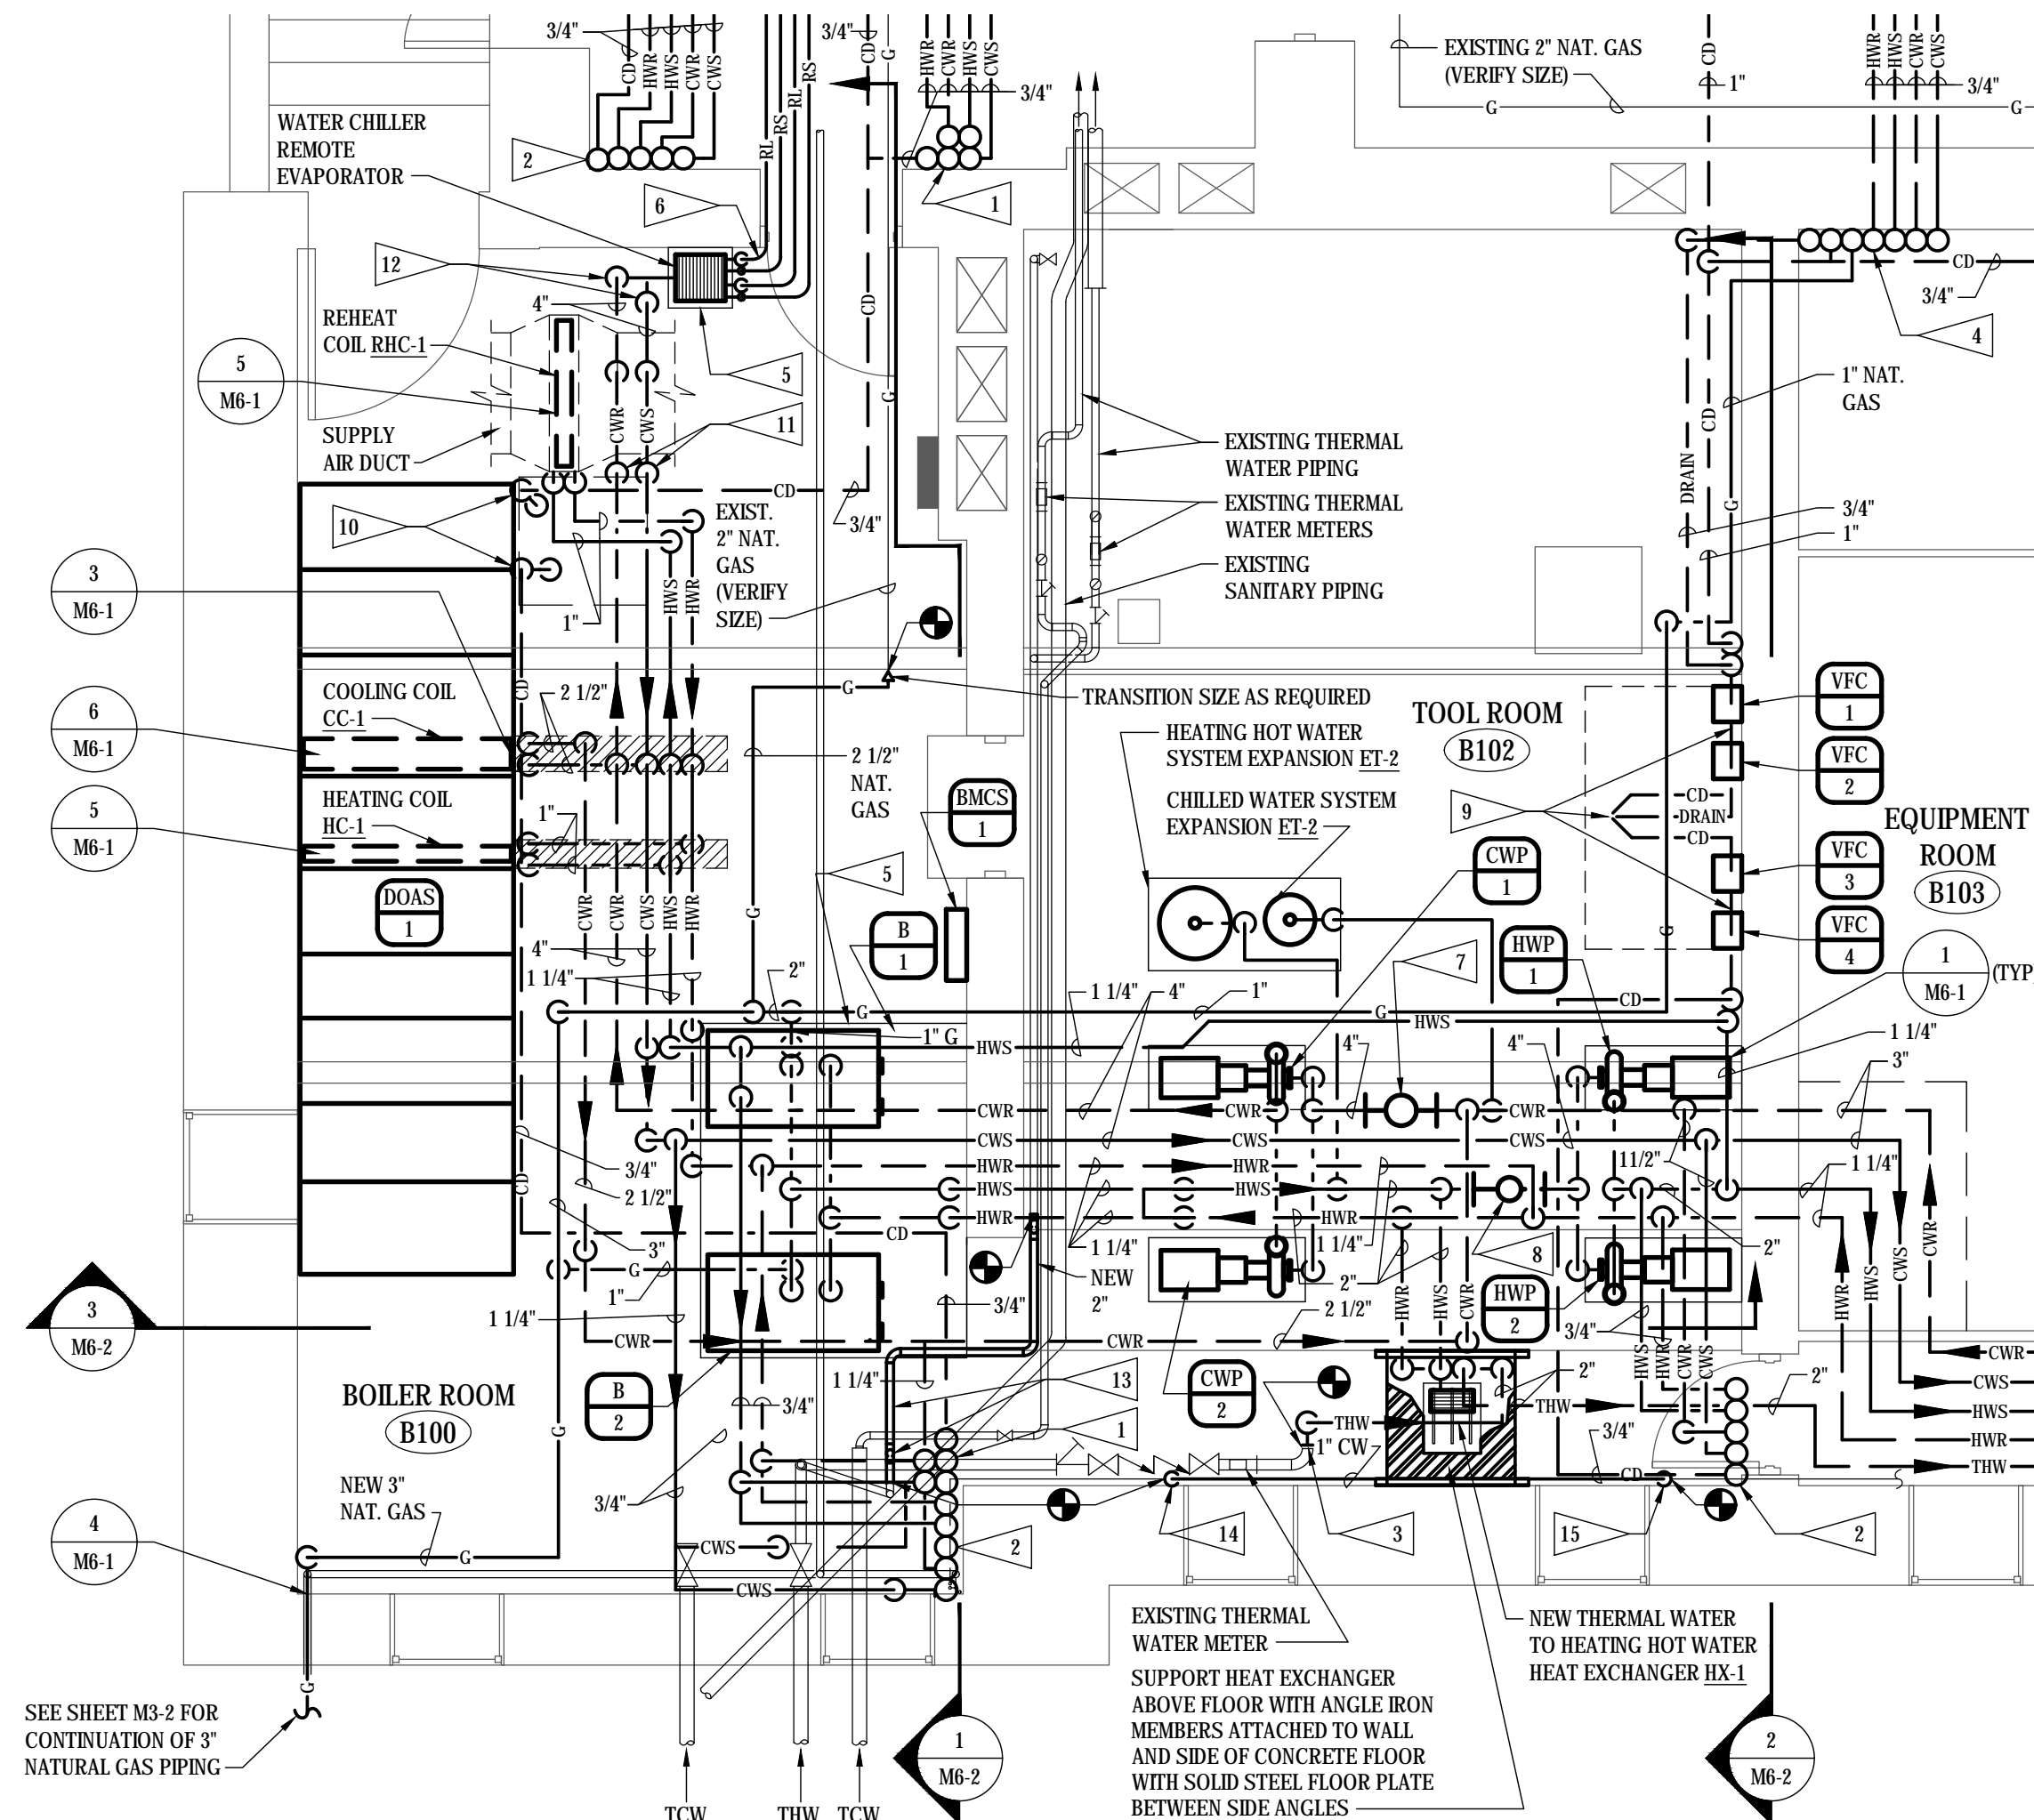 3/4"
CD
HWR
HWS
CWR
CWS
RL
RS
RL
RS
3/4"
CD
G
HWR
CWR
HWS
CWS
3/4"
EXISTING 2" NAT. GAS
(VERIFY SIZE)
G
G
CD
1"
HWR
HWS
CWR
CWS
3/4"
WATER CHILLER
REMOTE
EVAPORATOR
2
6
1
12
4"
REHEAT
COIL RHC-1
5
M6-1
SUPPLY
AIR DUCT
5
11
CWR
CWS
CD
G
CD
3/4"
4
1" NAT.
GAS
EXISTING THERMAL
WATER PIPING
EXISTING THERMAL
WATER METERS
EXISTING
SANITARY PIPING
DRAIN
CD
G
3/4"
1"
10
CD
3/4"
EXIST.
2" NAT.
GAS
(VERIFY
SIZE)
3
M6-1
1"
HWS
HWR
COOLING COIL
CC-1
CD
2 1/2"
G
TRANSITION SIZE AS REQUIRED
HEATING HOT WATER
SYSTEM EXPANSION ET-2
CHILLED WATER SYSTEM
EXPANSION ET-2
TOOL ROOM
B102
VFC
1
VFC
2
VFC
3
VFC
4
6
M6-1
HEATING COIL
HC-1
1"
5
M6-1
2 1/2"
NAT.
GAS
BMCS
1
9
CD
DRAIN
CD
EQUIPMENT
ROOM
B103
5
CWP
1
DOAS
1
CWR
CWR
CWS
HWS
HWR
G
B
1
7
HWP
1
G
1
M6-1
(TYP)
4"
1 1/4"
2"
1 1/4"
4"
1"
CD
G
G
HWS
1" G
HWS
4"
4"
1 1/4"
3"
CWR
CWR
CWR
CWS
CWS
HWR
HWS
HWS
HWR
HWR
11/2"
1 1/4"
3/4"
2 1/2"
CD
CD
3"
G
1"
1 1/4"
1 1/4"
1 1/4"
NEW
2"
2"
2 1/2"
8
2"
3/4"
3
M6-2
1 1/4"
CWR
CWR
HWR
HWS
CWR
HWP
2
3/4"
HWS
HWR
CWR
CWS
HWR
HWS
CWS
CWR
CWR
CWS
HWS
HWR
THW
BOILER ROOM
B100
B
2
3/4"
1 1/4"
13
1
CWP
2
2"
THW
THW
2"
1" CW
3/4"
CD
G
NEW 3"
NAT. GAS
3/4"
4
M6-1
G
CWS
CWS
2
14
3
15
2
EXISTING THERMAL
WATER METER
NEW THERMAL WATER
TO HEATING HOT WATER
HEAT EXCHANGER HX-1
SUPPORT HEAT EXCHANGER
ABOVE FLOOR WITH ANGLE IRON
MEMBERS ATTACHED TO WALL
AND SIDE OF CONCRETE FLOOR
WITH SOLID STEEL FLOOR PLATE
BETWEEN SIDE ANGLES
G
SEE SHEET M3-2 FOR
CONTINUATION OF 3"
NATURAL GAS PIPING
1
M6-2
2
M6-2
TCW
THW
TCW